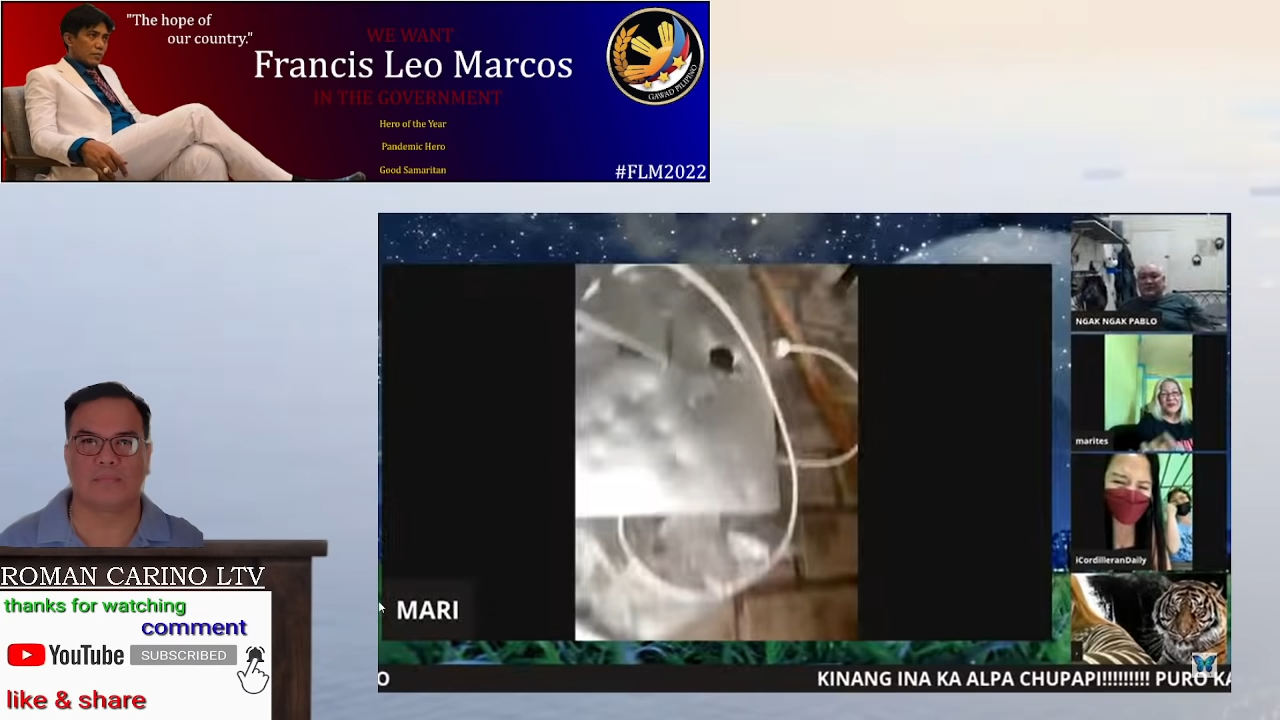 "The hope of
our country."
WE WANT
Francis Leo Marcos
IN THE GOVERNMENT
Hero of the Year
Pandemic Hero
Good Samaritan
GAWAD PILIPINO
#FLM2022
NGAK NGAK PABLO
marites
iCordilleranDaily
MARI
O
KINANG INA KA ALPA CHUPAPI!!!!!!!!! PURO KA
ROMAN CARINO LTV
thanks for watching
comment
YouTube SUBSCRIBED
like & share